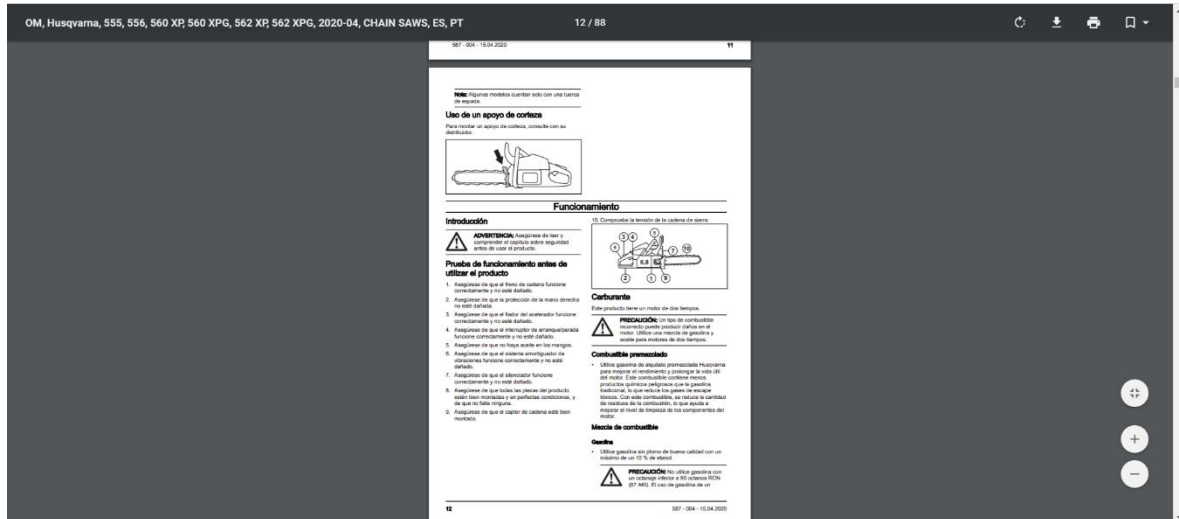 OM, Husqvarna, 555, 556, 560 XP, 560 XPG, 562 XP, 562 XPG, 2020-04, CHAIN SAWS, ES, PT
12 / 88
587 - 004 - 15.04.2020
11
Note: Algunos modelos cuentan solo con una tuerca
de espada.
Uso de un apoyo de corteza
Para montar un apoyo de corteza, consulte con su
distribuidor.
Funcionamiento
Introducción
ADVERTENCIA: Asegúrese de leer y
comprender el capítulo sobre seguridad
antes de usar el producto.
Prueba de funcionamiento antes de
utilizar el producto
1. Asegúrese de que el freno de cadena funcione
correctamente y no esté dañado.
2. Asegúrese de que la protección de la mano derecha
no esté dañada.
3. Asegúrese de que el fiador del acelerador funcione
correctamente y no esté dañado.
4. Asegúrese de que el interruptor de arranque/parada
funcione correctamente y no esté dañado.
5. Asegúrese de que no haya aceite en los mangos.
6. Asegúrese de que el sistema amortiguador de
vibraciones funcione correctamente y no esté
dañado.
7. Asegúrese de que el silenciador funcione
correctamente y no esté dañado.
8. Asegúrese de que todas las piezas del producto
estén bien montadas y en perfectas condiciones, y
de que no falte ninguna.
9. Asegúrese de que el captor de cadena esté bien
montado.
10. Compruebe la tensión de la cadena de sierra.
5
3
4
5
7
10
6,8
2
1
9
Carburante
Este producto tiene un motor de dos tiempos.
PRECAUCIÓN: Un tipo de combustible
incorrecto puede producir daños en el
motor. Utilice una mezcla de gasolina y
aceite para motores de dos tiempos.
Combustible premezclado
• Utilice gasolina de alquilato premezclada Husqvarna
para mejorar el rendimiento y prolongar la vida útil
del motor. Este combustible contiene menos
productos químicos peligrosos que la gasolina
tradicional, lo que reduce los gases de escape
tóxicos. Con este combustible, se reduce la cantidad
de residuos de la combustión, lo que ayuda a
mejorar el nivel de limpieza de los componentes del
motor.
Mezcla de combustible
Gasolina
• Utilice gasolina sin plomo de buena calidad con un
máximo de un 10 % de etanol.
PRECAUCIÓN: No utilice gasolina con
un octanaje inferior a 90 octanos RON
(87 AKI). El uso de gasolina de un
12
587 - 004 - 15.04.2020